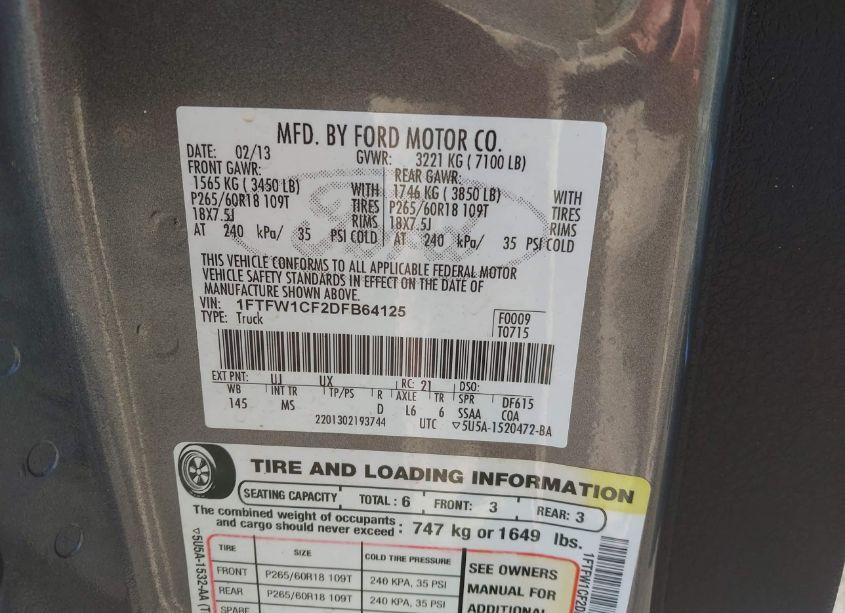 MFD. BY FORD MOTOR CO.
DATE: 02/13 GVWR: 3221 KG ( 7100 LB)
FRONT GAWR: REAR GAWR:
1565 KG ( 3450 LB) WITH 1746 KG ( 3850 LB) WITH
P265/60R18 109T TIRES P265/60R18 109T TIRES
18X7.5J RIMS 18X7.5J RIMS
AT 240 kPa/ 35 PSI COLD AT 240 kPa/ 35 PSI COLD
Ford
THIS VEHICLE CONFORMS TO ALL APPLICABLE FEDERAL MOTOR
VEHICLE SAFETY STANDARDS IN EFFECT ON THE DATE OF
MANUFACTURE SHOWN ABOVE.
VIN: 1FTFW1CF2DFB64125 F0009
TYPE: Truck T0715
EXT PNT: UJ UX RC: 21 DSO:
WB INT TR TP/PS R AXLE TR SPR DF615
145 MS D L6 6 SSAA COA
2201302193744 UTC ▽5U5A-1520472-BA
TIRE AND LOADING INFORMATION
SEATING CAPACITY TOTAL: 6 FRONT: 3 REAR: 3
The combined weight of occupants
and cargo should never exceed : 747 kg or 1649 lbs.
TIRE SIZE COLD TIRE PRESSURE
FRONT P265/60R18 109T 240 KPA, 35 PSI
REAR P265/60R18 109T 240 KPA, 35 PSI
SPARE
SEE OWNERS
MANUAL FOR
ADDITIONAL
▽5U5A-1532-AA (T
1FTFW1CF2D